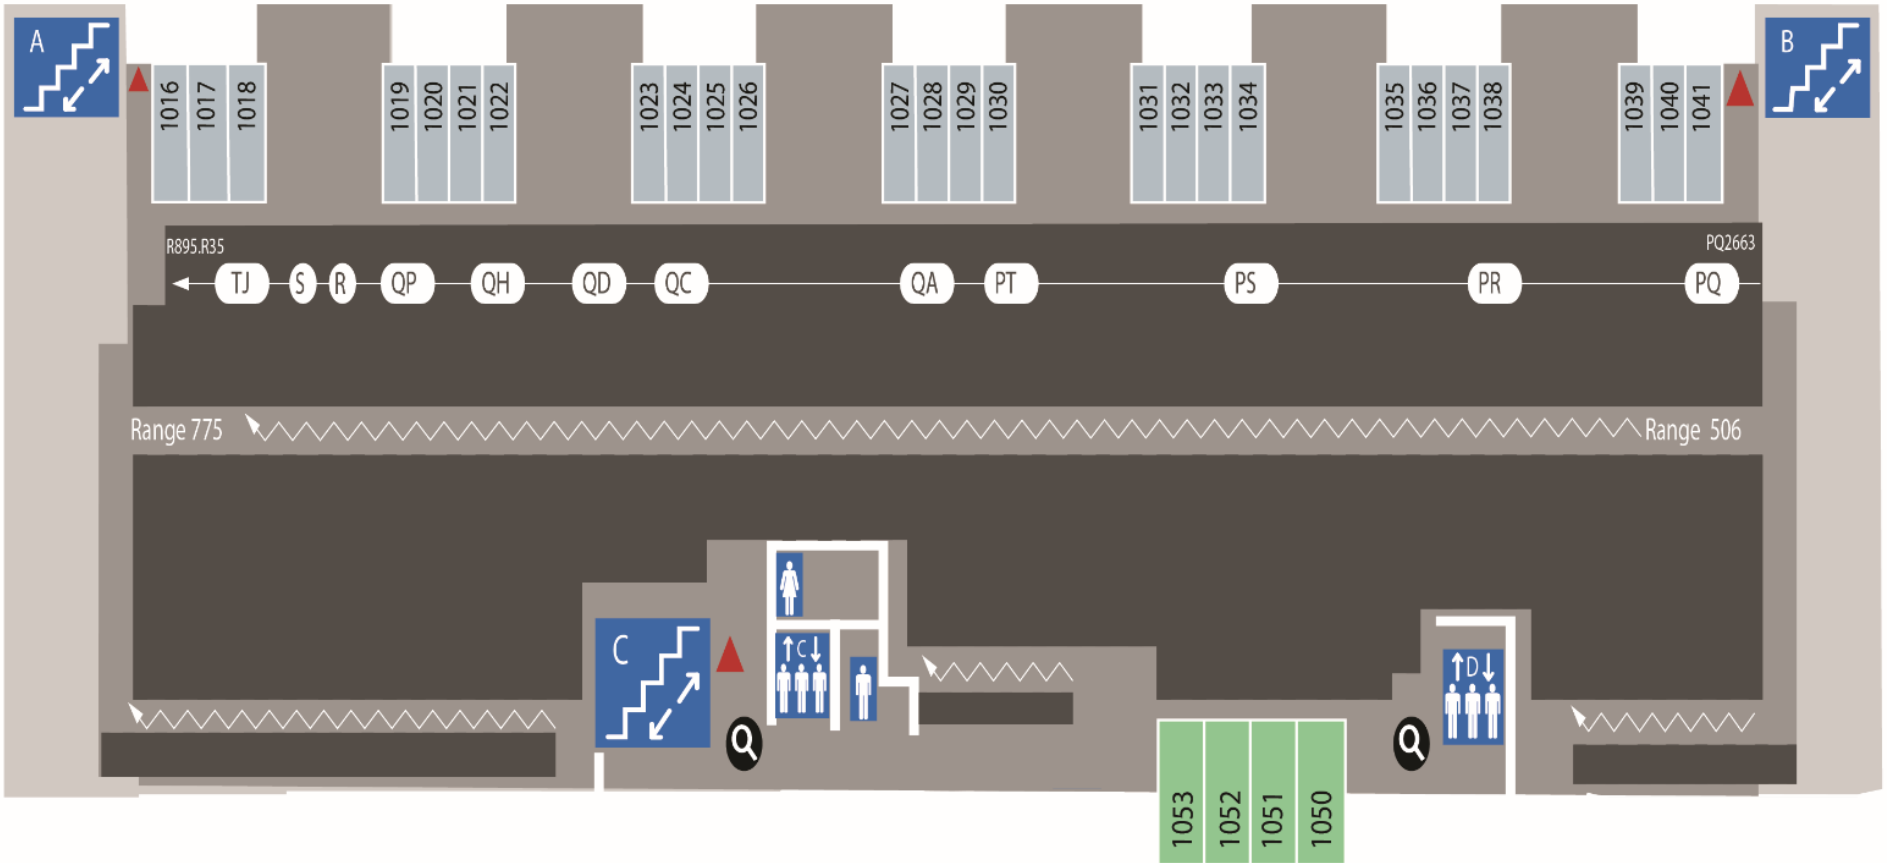 A
B
1016 1017 1018 1019 1020 1021 1022 1023 1024 1025 1026 1027 1028 1029 1030 1031 1032 1033 1034 1035 1036 1037 1038 1039 1040 1041
R895.R35 PQ2663
TJ S R QP QH QD QC QA PT PS PR PQ
Range 775 Range 506
C C D
1053 1052 1051 1050